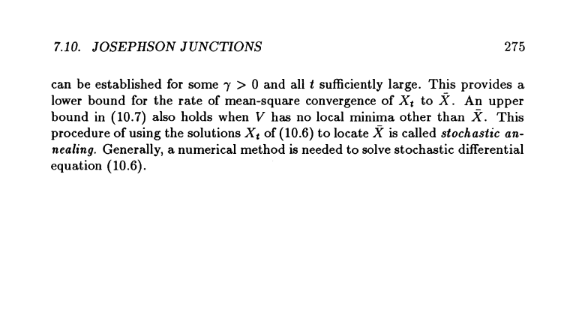 7.10. JOSEPHSON JUNCTIONS 275
can be established for some γ > 0 and all t sufficiently large. This provides a
lower bound for the rate of mean-square convergence of Xₜ to X̄. An upper
bound in (10.7) also holds when V has no local minima other than X̄. This
procedure of using the solutions Xₜ of (10.6) to locate X̄ is called stochastic an-
nealing. Generally, a numerical method is needed to solve stochastic differential
equation (10.6).